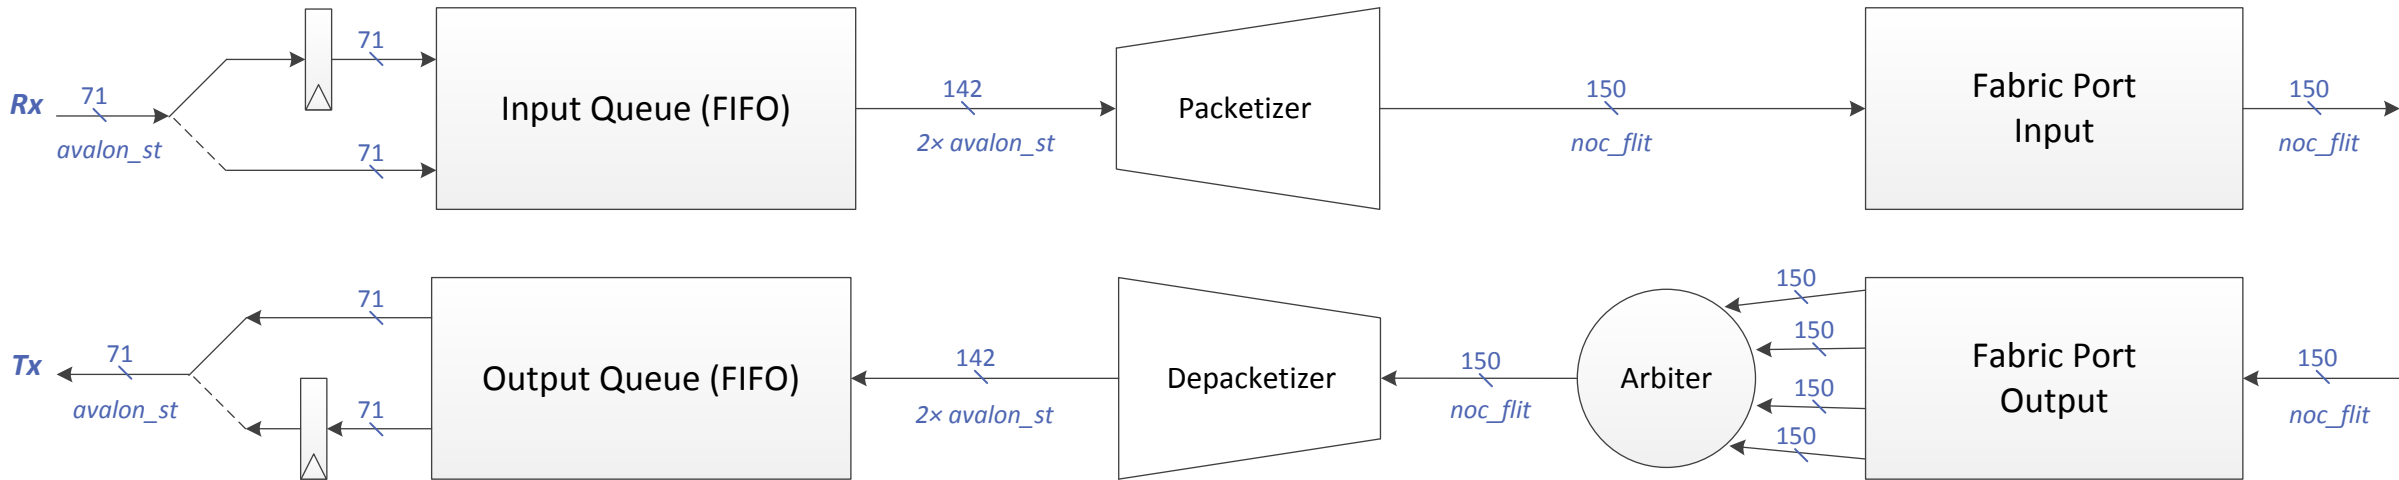 71
71
142
150
150
Rx
Input Queue (FIFO)
Packetizer
Fabric Port
Input
avalon_st
71
2× avalon_st
noc_flit
noc_flit
71
150
71
142
150
150
150
150
Tx
Output Queue (FIFO)
Depacketizer
Arbiter
Fabric Port
Output
avalon_st
71
2× avalon_st
noc_flit
150
150
noc_flit